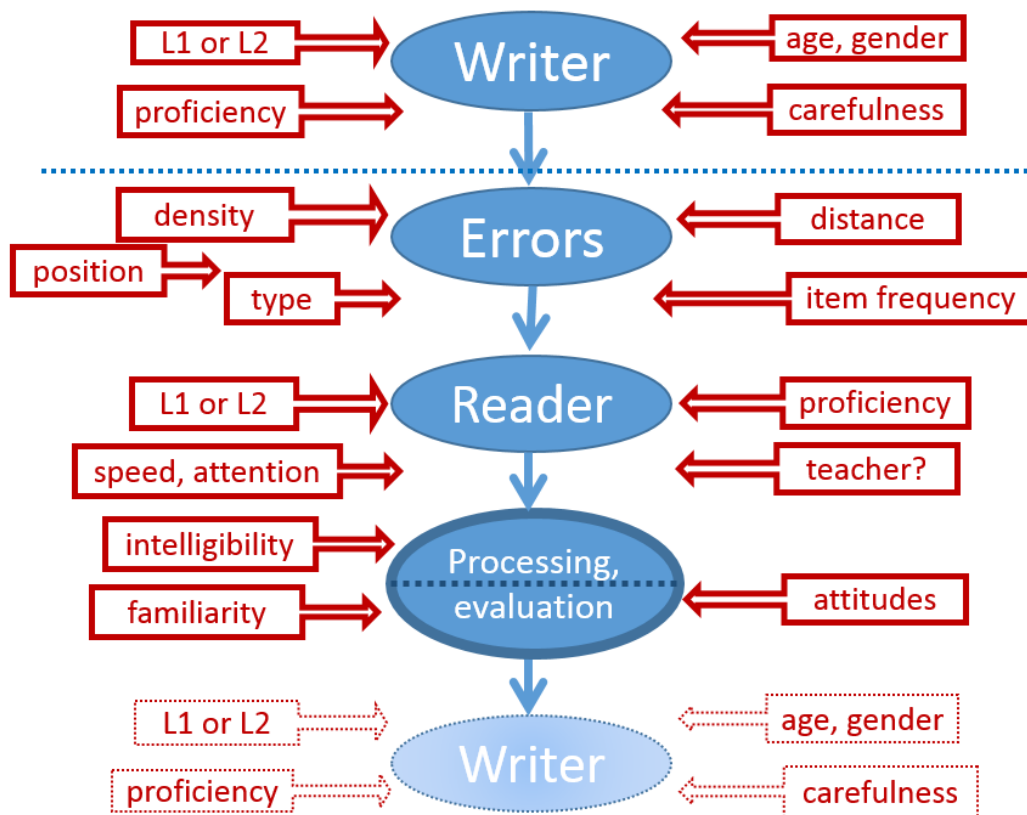 L1 or L2
Writer
age, gender
proficiency
carefulness
density
Errors
distance
position
type
item frequency
L1 or L2
Reader
proficiency
speed, attention
teacher?
intelligibility
Processing,
evaluation
familiarity
attitudes
L1 or L2
Writer
age, gender
proficiency
carefulness